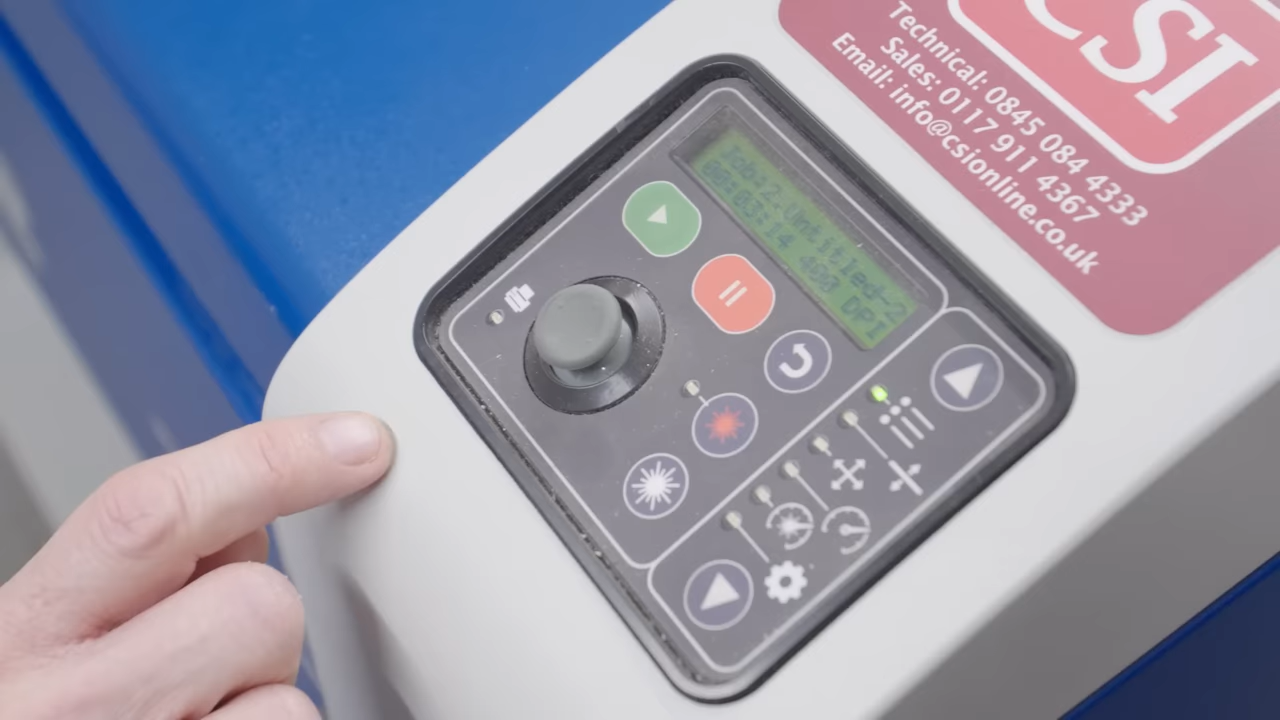 CSI
Technical: 0845 084 4333
Sales: 0117 911 4367
Email: info@csionline.co.uk
Job:2 Untitled-2
00:03:14 400 DPI